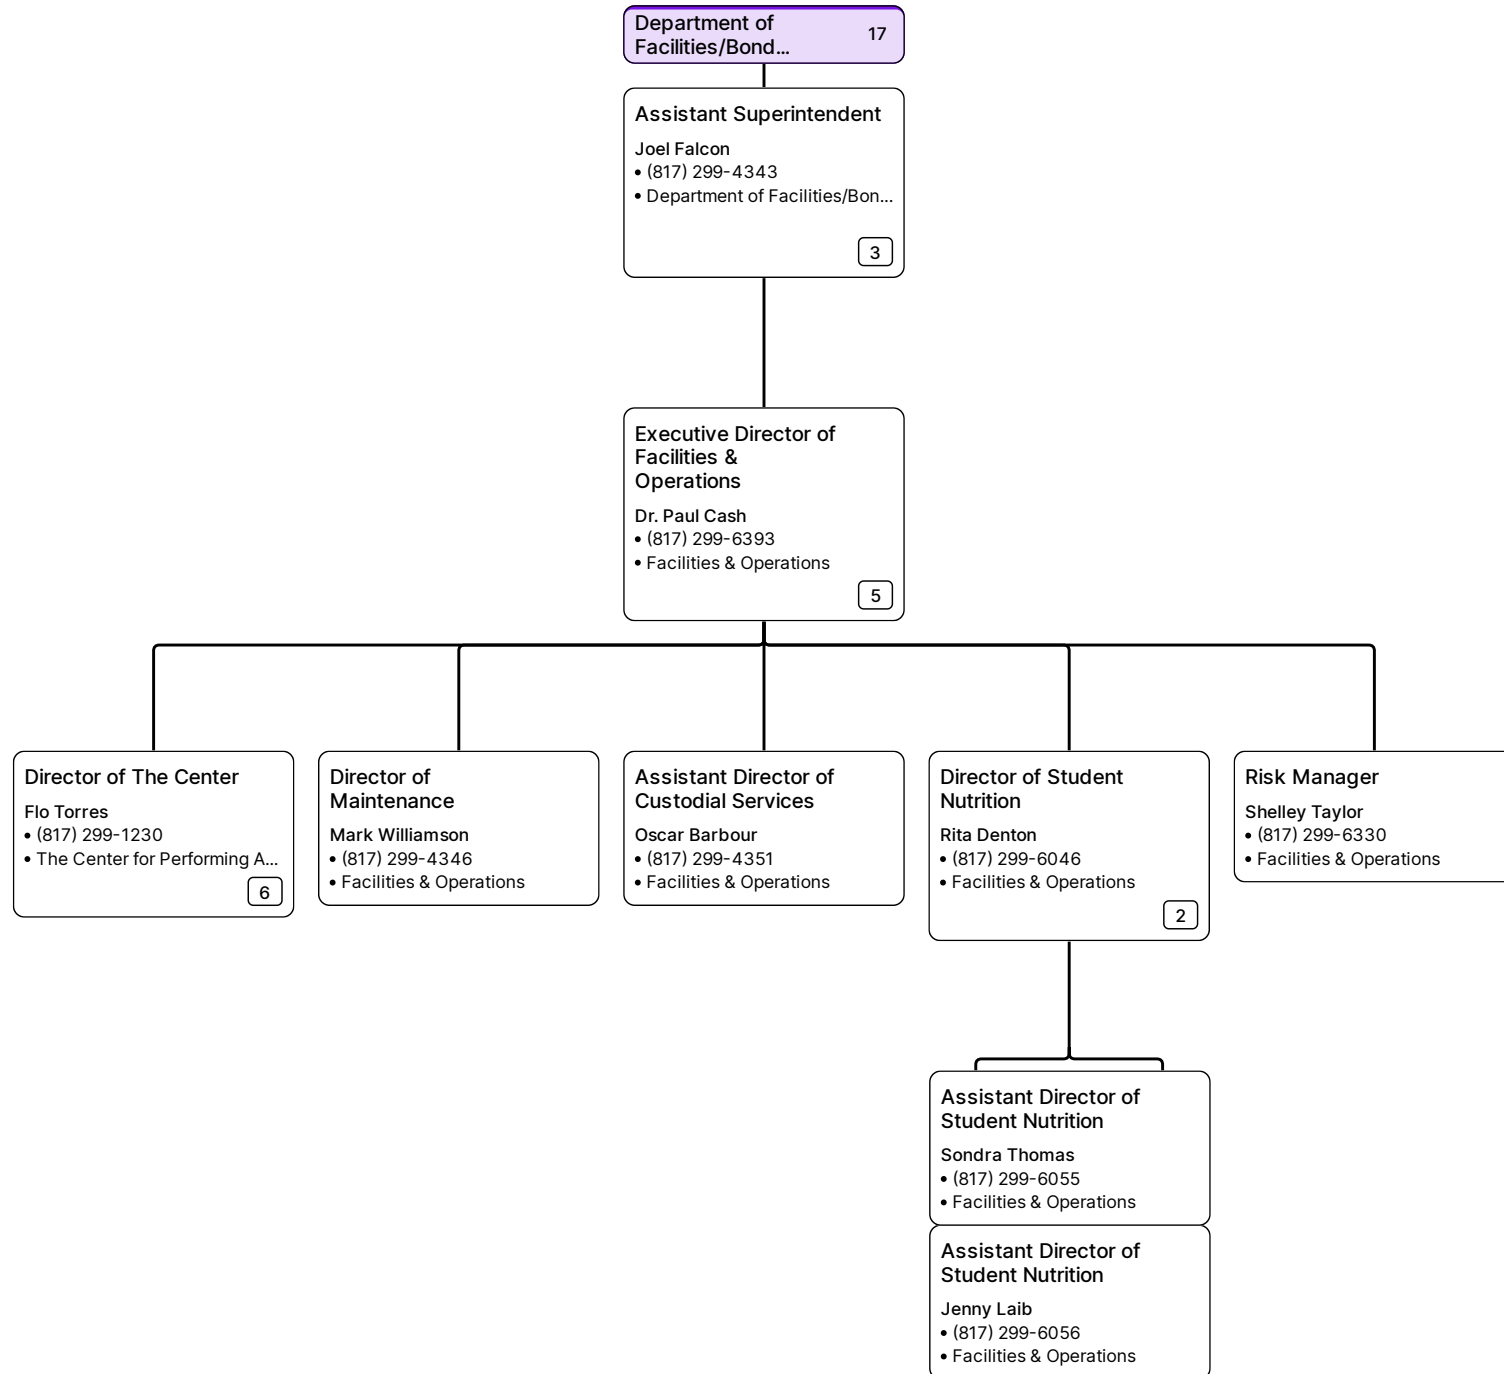 Department of
Facilities/Bond...
17
Assistant Superintendent
Joel Falcon
• (817) 299-4343
• Department of Facilities/Bon...
3
Executive Director of
Facilities &
Operations
Dr. Paul Cash
• (817) 299-6393
• Facilities & Operations
5
Director of The Center
Flo Torres
• (817) 299-1230
• The Center for Performing A...
6
Director of
Maintenance
Mark Williamson
• (817) 299-4346
• Facilities & Operations
Assistant Director of
Custodial Services
Oscar Barbour
• (817) 299-4351
• Facilities & Operations
Director of Student
Nutrition
Rita Denton
• (817) 299-6046
• Facilities & Operations
2
Risk Manager
Shelley Taylor
• (817) 299-6330
• Facilities & Operations
Assistant Director of
Student Nutrition
Sondra Thomas
• (817) 299-6055
• Facilities & Operations
Assistant Director of
Student Nutrition
Jenny Laib
• (817) 299-6056
• Facilities & Operations